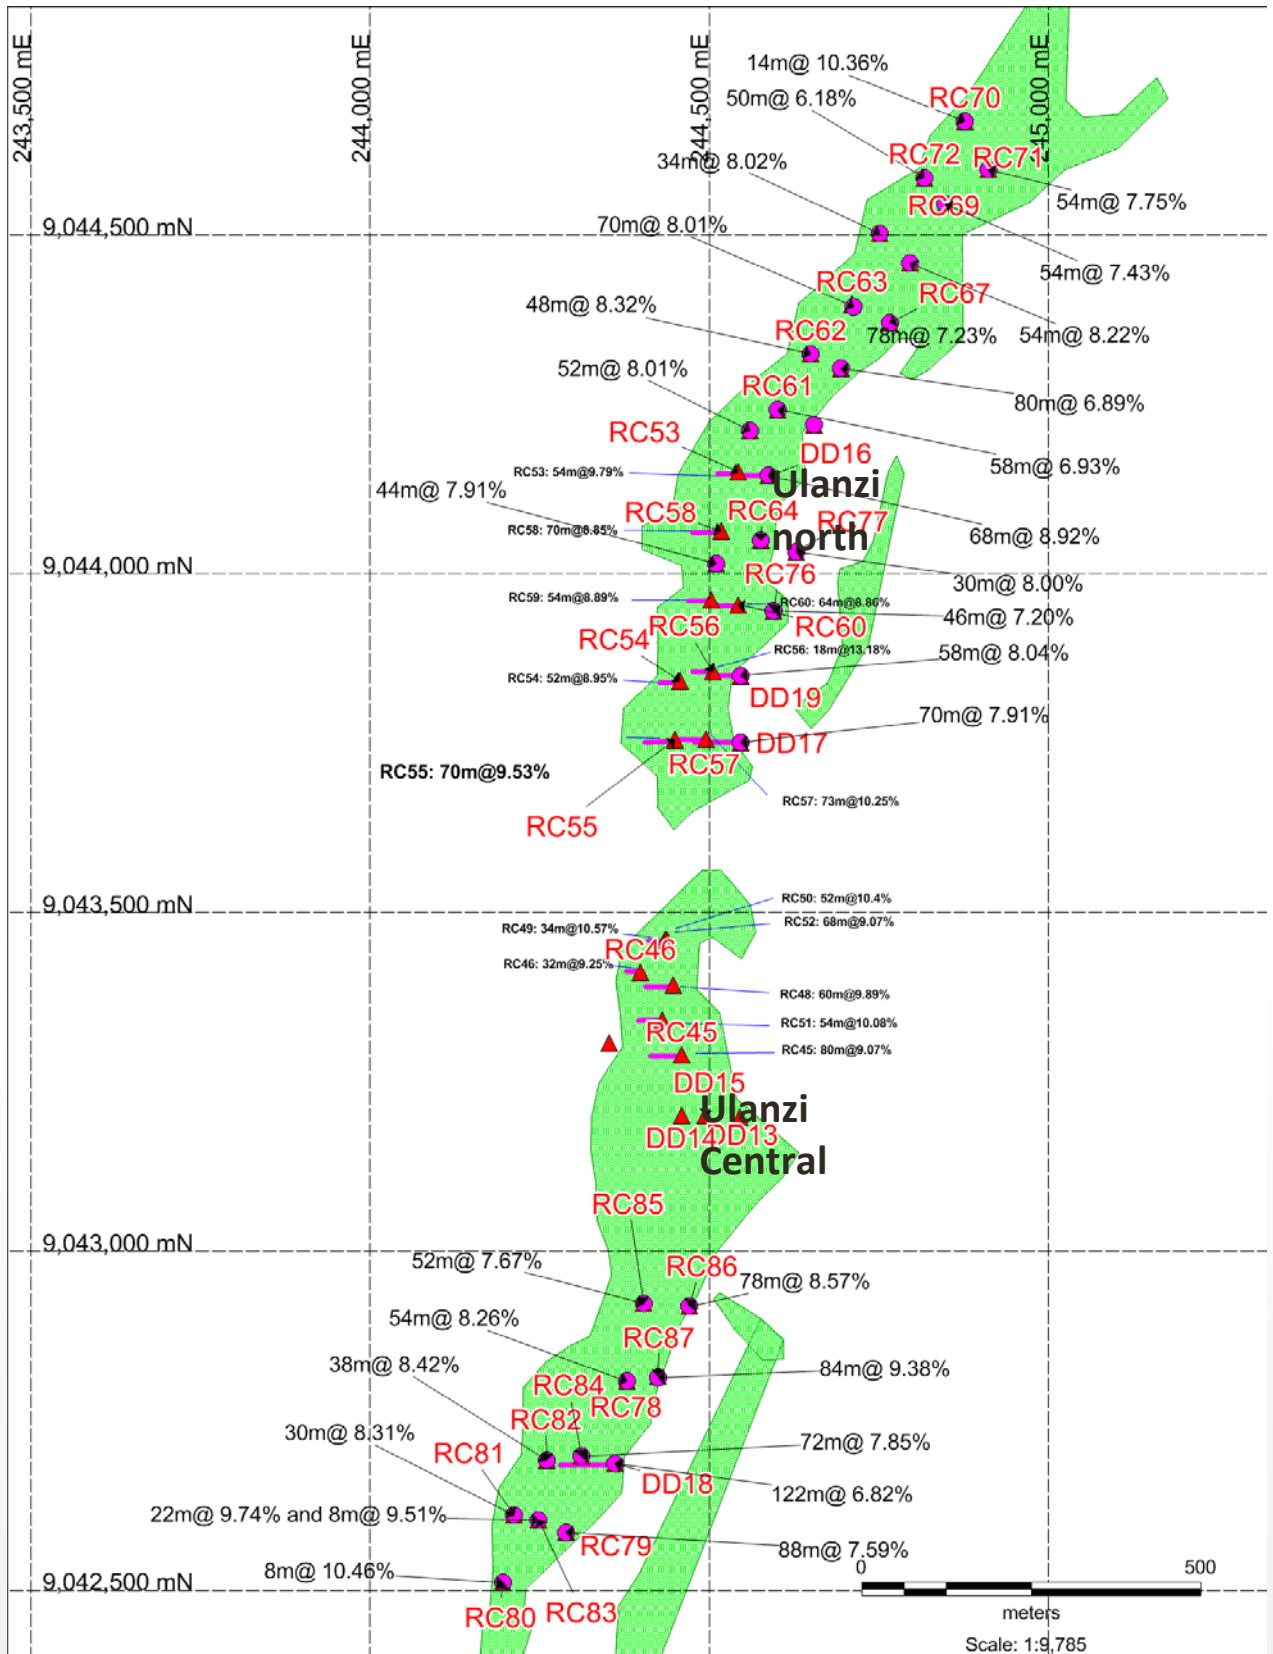 243,500 mE
244,000 mE
244,500 mE
245,000 mE
14m@ 10.36%
50m@ 6.18%
RC70
34m@ 8.02%
RC72
RC71
54m@ 7.75%
RC69
9,044,500 mN
70m@ 8.01%
54m@ 7.43%
RC63
RC67
48m@ 8.32%
78m@ 7.23%
54m@ 8.22%
RC62
52m@ 8.01%
RC61
80m@ 6.89%
RC53
DD16
58m@ 6.93%
RC53: 54m@9.79%
44m@ 7.91%
Ulanzi
north
RC58
RC64
RC77
RC58: 70m@8.85%
68m@ 8.92%
9,044,000 mN
RC76
30m@ 8.00%
RC59: 54m@8.89%
RC60: 64m@8.86%
46m@ 7.20%
RC54
RC56
RC60
RC56: 18m@13.18%
58m@ 8.04%
RC54: 52m@8.95%
DD19
70m@ 7.91%
DD17
RC57
RC55: 70m@9.53%
RC57: 73m@10.25%
RC55
9,043,500 mN
RC50: 52m@10.4%
RC52: 68m@9.07%
RC49: 34m@10.57%
RC46
RC46: 32m@9.25%
RC48: 60m@9.89%
RC51: 54m@10.08%
RC45
RC45: 80m@9.07%
DD15
Ulanzi
Central
DD14
DD13
RC85
9,043,000 mN
52m@ 7.67%
RC86
78m@ 8.57%
54m@ 8.26%
RC87
38m@ 8.42%
84m@ 9.38%
RC84
RC78
RC82
30m@ 8.31%
RC81
72m@ 7.85%
DD18
122m@ 6.82%
22m@ 9.74% and 8m@ 9.51%
RC79
88m@ 7.59%
8m@ 10.46%
9,042,500 mN
RC80
RC83
0
500
meters
Scale: 1:9,785